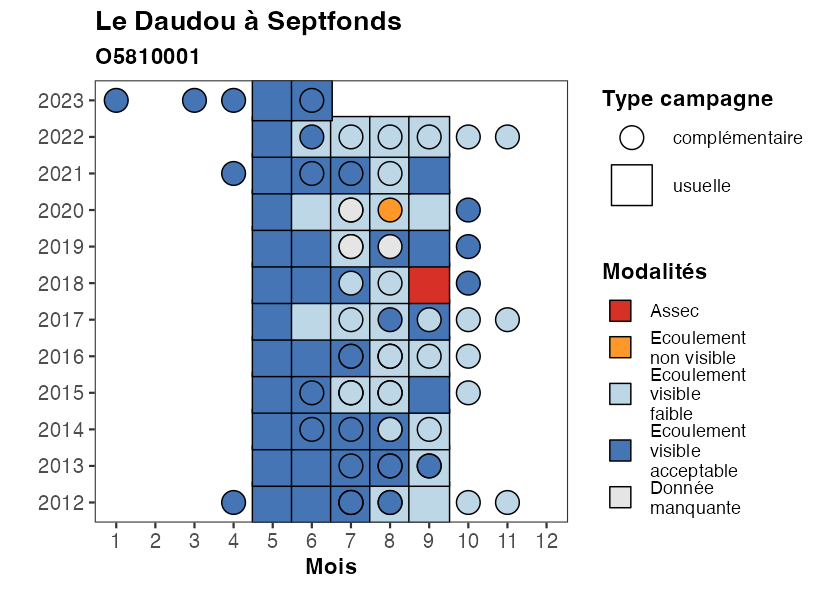 Le Daudou à Septfonds
O5810001
2023
2022
2021
2020
2019
2018
2017
2016
2015
2014
2013
2012
1 2 3 4 5 6 7 8 9 10 11 12
Mois
Type campagne
complémentaire
usuelle
Modalités
Assec
Ecoulement
non visible
Ecoulement
visible
faible
Ecoulement
visible
acceptable
Donnée
manquante